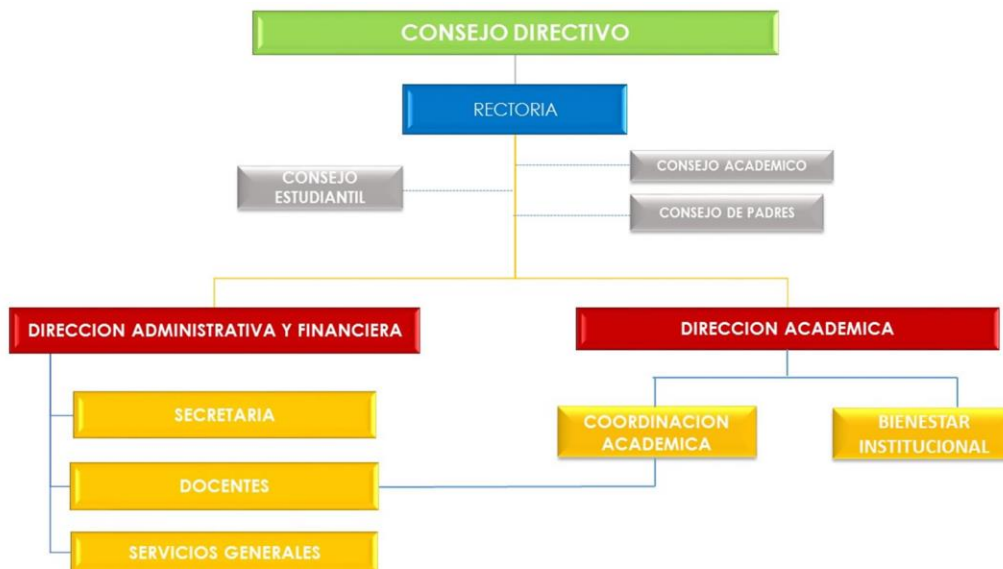 CONSEJO DIRECTIVO
RECTORIA
CONSEJO
ESTUDIANTIL
CONSEJO ACADEMICO
CONSEJO DE PADRES
DIRECCION ADMINISTRATIVA Y FINANCIERA
DIRECCION ACADEMICA
SECRETARIA
DOCENTES
SERVICIOS GENERALES
COORDINACION
ACADEMICA
BIENESTAR
INSTITUCIONAL